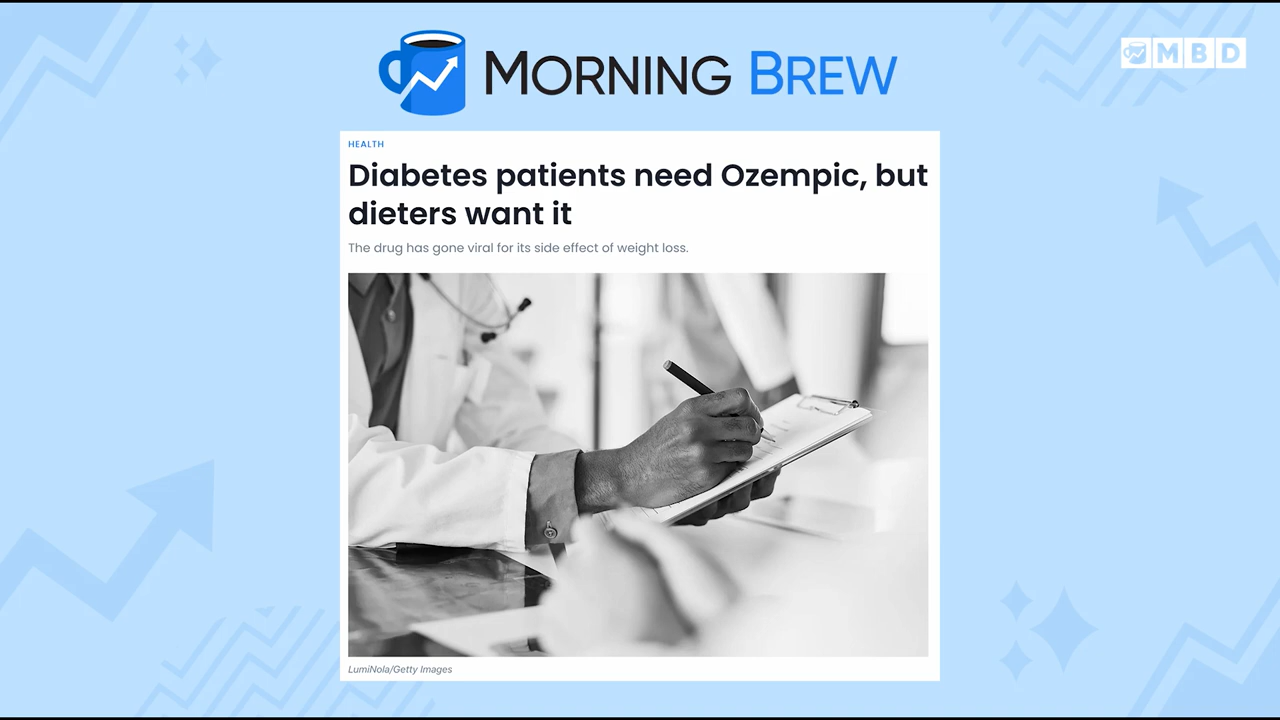 MORNING BREW
MBD
HEALTH
Diabetes patients need Ozempic, but
dieters want it
The drug has gone viral for its side effect of weight loss.
LumiNola/Getty Images